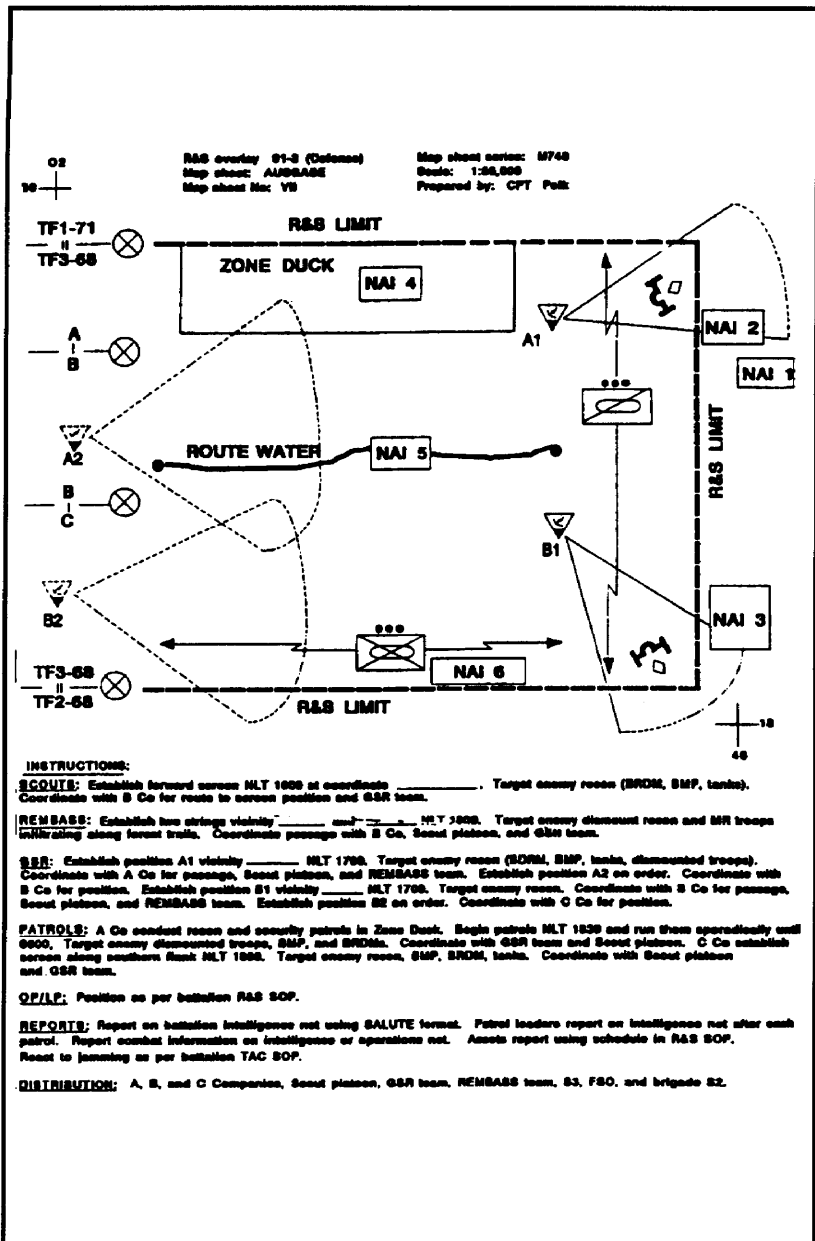 02
R&S overlay 91-3 (Defense) Map sheet series: M745
Map sheet: AUSSASE Scale: 1:50,000
Map sheet No: VII Prepared by: CPT Polk
TF1-71
TF3-68
R&S LIMIT
ZONE DUCK
NAI 4
A1
NAI 2
NAI 1
A
B
A2
ROUTE WATER
NAI 5
R&S LIMIT
B
C
B1
B2
NAI 3
TF3-68
TF2-68
NAI 6
R&S LIMIT
18
48
INSTRUCTIONS:
SCOUTS: Establish forward screen NLT at coordinate __________. Target enemy recon (BRDM, BMP, tanks).
Coordinate with B Co for route to screen position and GSR team.
REMBASS: Establish two strings vicinity and NLT Target enemy dismount recon and MR troops
infiltrating along forest trails. Coordinate passage with B Co, Scout platoon, and GSR team.
GSR: Establish position A1 vicinity ______ NLT 1700. Target enemy recon (BDRM, BMP, tanks, dismounted troops).
Coordinate with A Co for passage, Scout platoon, and REMBASS team. Establish position A2 on order. Coordinate with
B Co for position. Establish position B1 vicinity _____ NLT 1700. Target enemy recon. Coordinate with B Co for passage,
Scout platoon, and REMBASS team. Establish position B2 on order. Coordinate with C Co for position.
PATROLS: A Co conduct recon and security patrols in Zone Duck. Begin patrols NLT 1830 and run them sporadically until
0600, Target enemy dismounted troops, BMP, and BRDMs. Coordinate with GSR team and Scout platoon. C Co establish
screen along southern flank NLT Target enemy recon, BMP, BRDM, tanks. Coordinate with Scout platoon
and GSR team.
OP/LP: Position as per battalion R&S SOP.
REPORTS: Report on battalion intelligence net using SALUTE format. Patrol leaders report on intelligence net after each
patrol. Report combat information on intelligence or operations net. Assets report using schedule in R&S SOP.
React to jamming as per battalion TAC SOP.
DISTRIBUTION: A, B, and C Companies, Scout platoon, GSR team, REMBASS team, S3, FSO, and brigade S2.